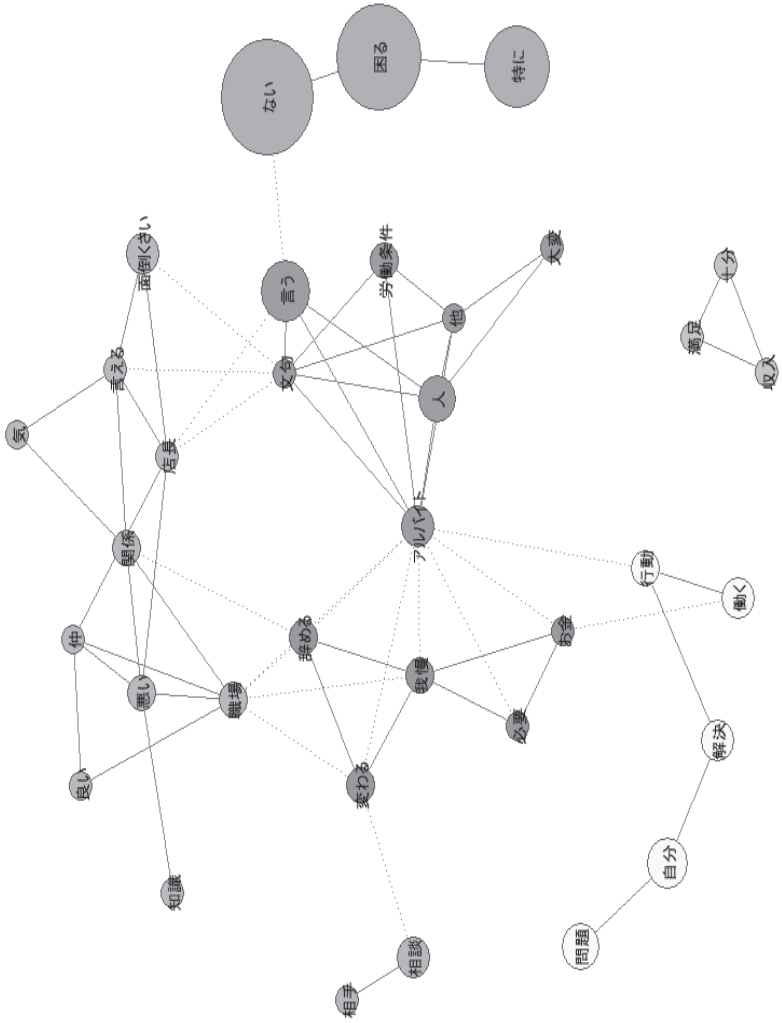 ない
困る
特に
面倒くさい
言う
労働条件
大変
十分
言える
文句
他
満足
気
店長
人
収入
関係
アルバイト
行動
仲
辞める
お金
働く
悪い
職場
我慢
必要
解決
良い
変わる
知識
自分
相談
問題
相手